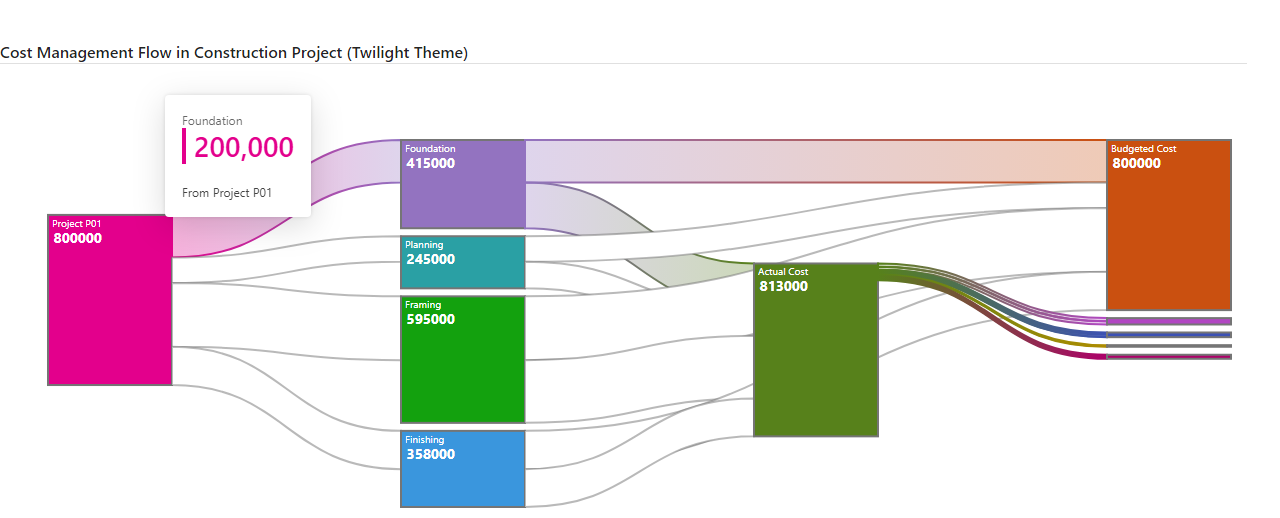 Cost Management Flow in Construction Project (Twilight Theme)
Foundation
200,000
From Project P01
Project P01
800000
Foundation
415000
Planning
245000
Framing
595000
Finishing
358000
Actual Cost
813000
Budgeted Cost
800000